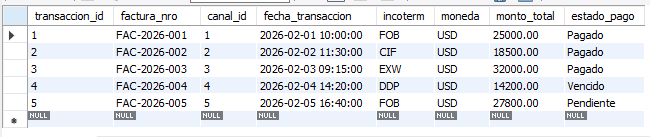 transaccion_id factura_nro canal_id fecha_transaccion incoterm moneda monto_total estado_pago
1 FAC-2026-001 1 2026-02-01 10:00:00 FOB USD 25000.00 Pagado
2 FAC-2026-002 2 2026-02-02 11:30:00 CIF USD 18500.00 Pagado
3 FAC-2026-003 3 2026-02-03 09:15:00 EXW USD 32000.00 Pagado
4 FAC-2026-004 4 2026-02-04 14:20:00 DDP USD 14200.00 Vencido
5 FAC-2026-005 5 2026-02-05 16:40:00 FOB USD 27800.00 Pendiente
NULL NULL NULL NULL NULL NULL NULL NULL